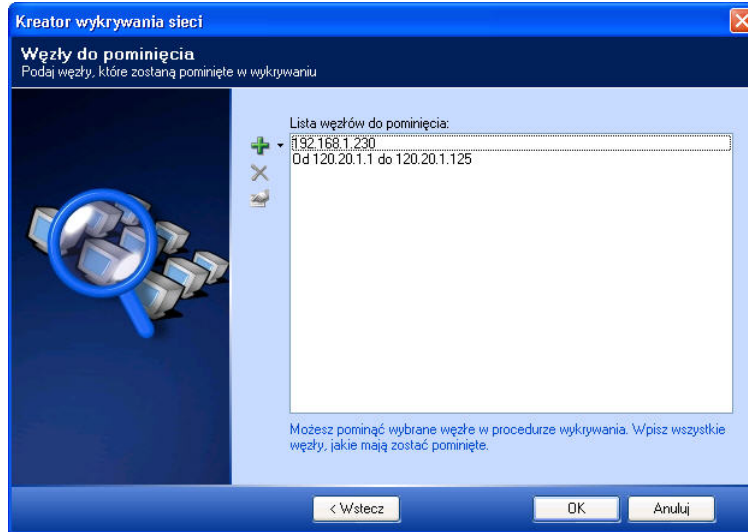 Kreator wykrywania sieci
Węzły do pominięcia
Podaj węzły, które zostaną pominięte w wykrywaniu
Lista węzłów do pominięcia:
192.168.1.230
Od 120.20.1.1 do 120.20.1.125
Możesz pominąć wybrane węzłe w procedurze wykrywania. Wpisz wszystkie
węzły, jakie mają zostać pominięte.
< Wstecz
OK
Anuluj